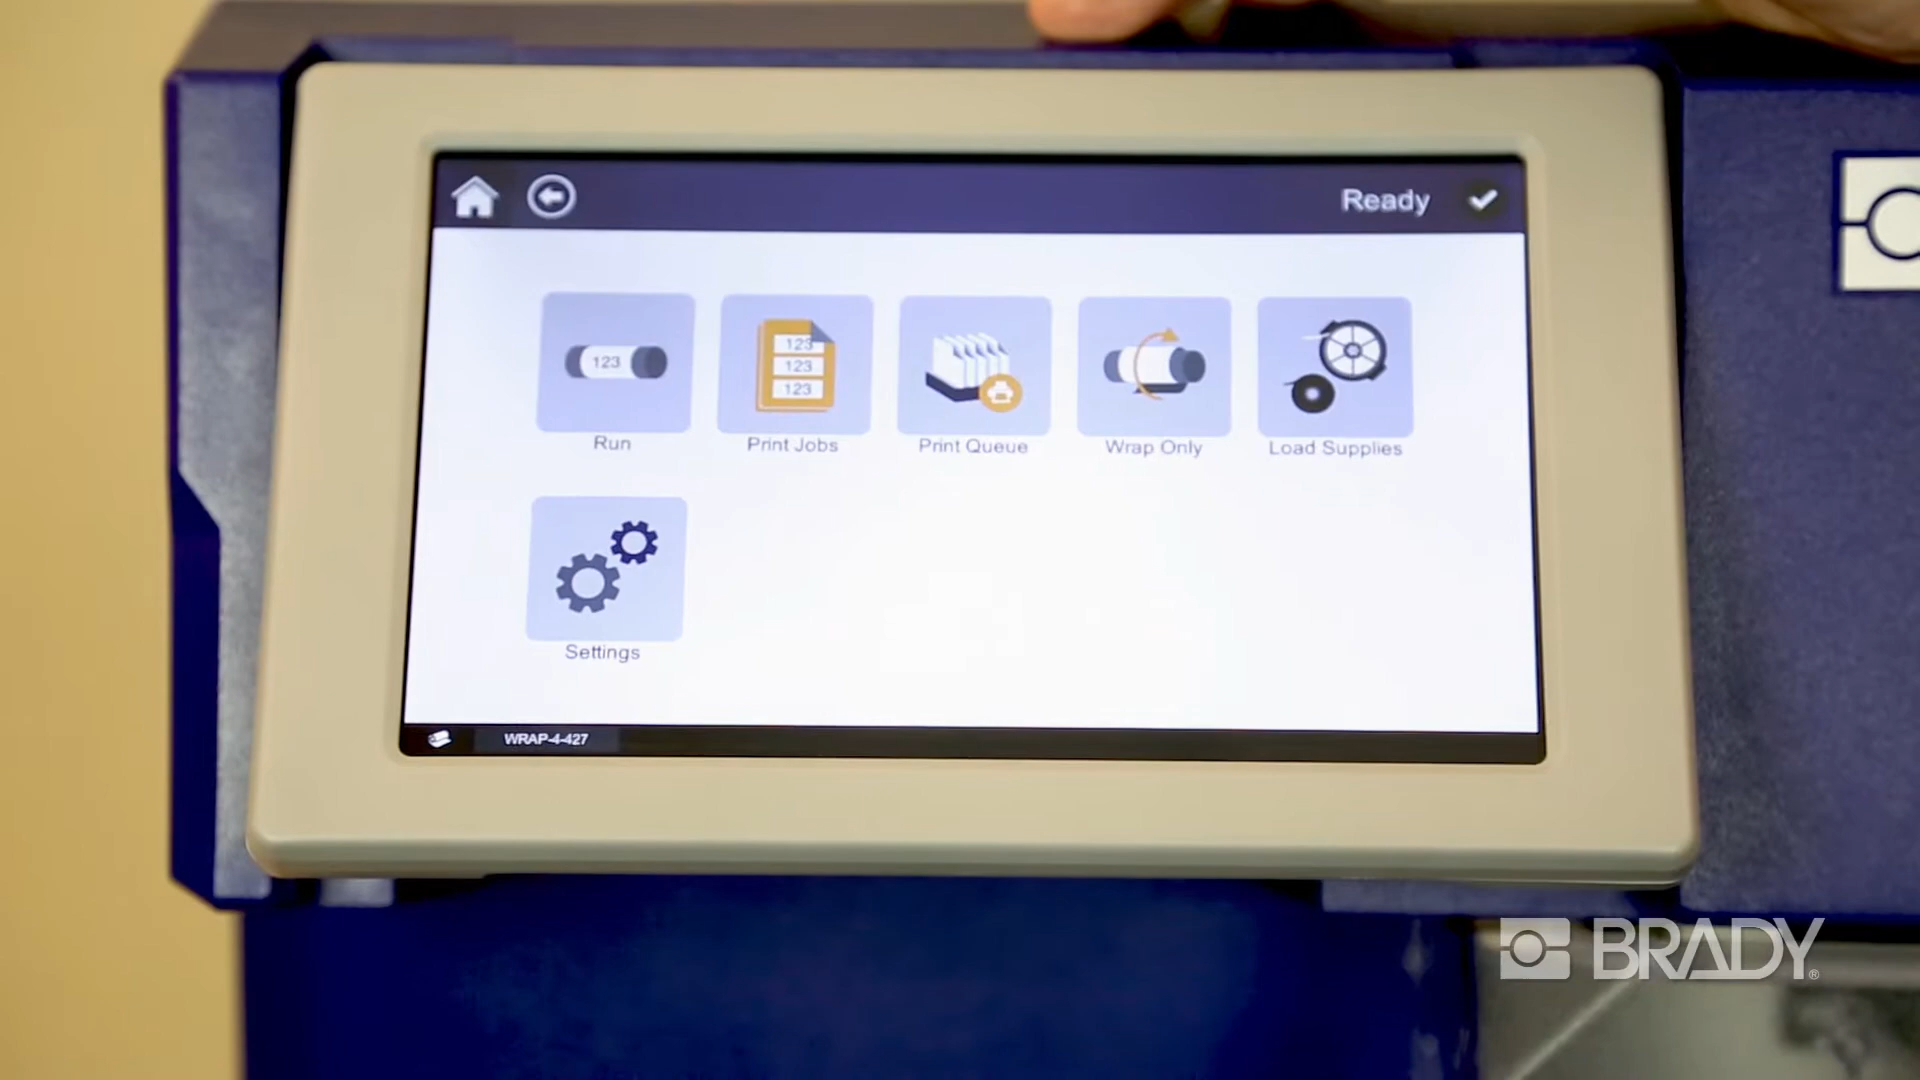 Ready
123
123
123
123
Run
Print Jobs
Print Queue
Wrap Only
Load Supplies
Settings
WRAP-4-427
BRADY®